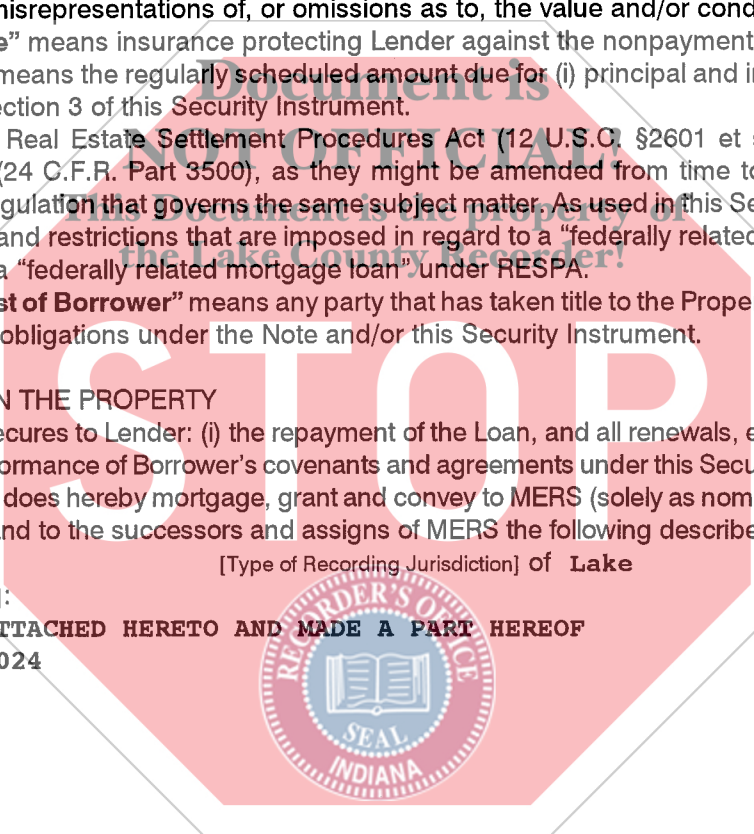 misrepresentations of, or omissions as to, the value and/or cond
e” means insurance protecting Lender against the nonpayment
means the regularly scheduled amount due for (i) principal and i
ection 3 of this Security Instrument.
Real Estate Settlement Procedures Act (12 U.S.C. §2601 et
(24 C.F.R. Part 3500), as they might be amended from time t
gulation that governs the same subject matter. As used in this Se
and restrictions that are imposed in regard to a “federally related
a “federally related mortgage loan” under RESPA.
st of Borrower” means any party that has taken title to the Prope
obligations under the Note and/or this Security Instrument.
N THE PROPERTY
ecures to Lender: (i) the repayment of the Loan, and all renewals, e
ormance of Borrower’s covenants and agreements under this Secu
does hereby mortgage, grant and convey to MERS (solely as nom
nd to the successors and assigns of MERS the following describe
[Type of Recording Jurisdiction] of Lake
:
TTACHED HERETO AND MADE A PART HEREOF
024
Document is
NOT OFFICIAL!
This Document is the property of
the Lake County Recorder!
STOP
RECORDER'S OFFICE
SEAL
INDIANA